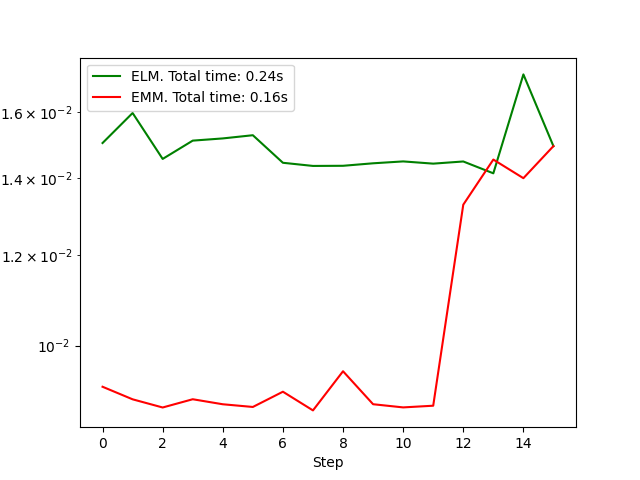 ELM. Total time: 0.24s
EMM. Total time: 0.16s
1.6 × 10⁻²
1.4 × 10⁻²
1.2 × 10⁻²
10⁻²
0 2 4 6 8 10 12 14
Step